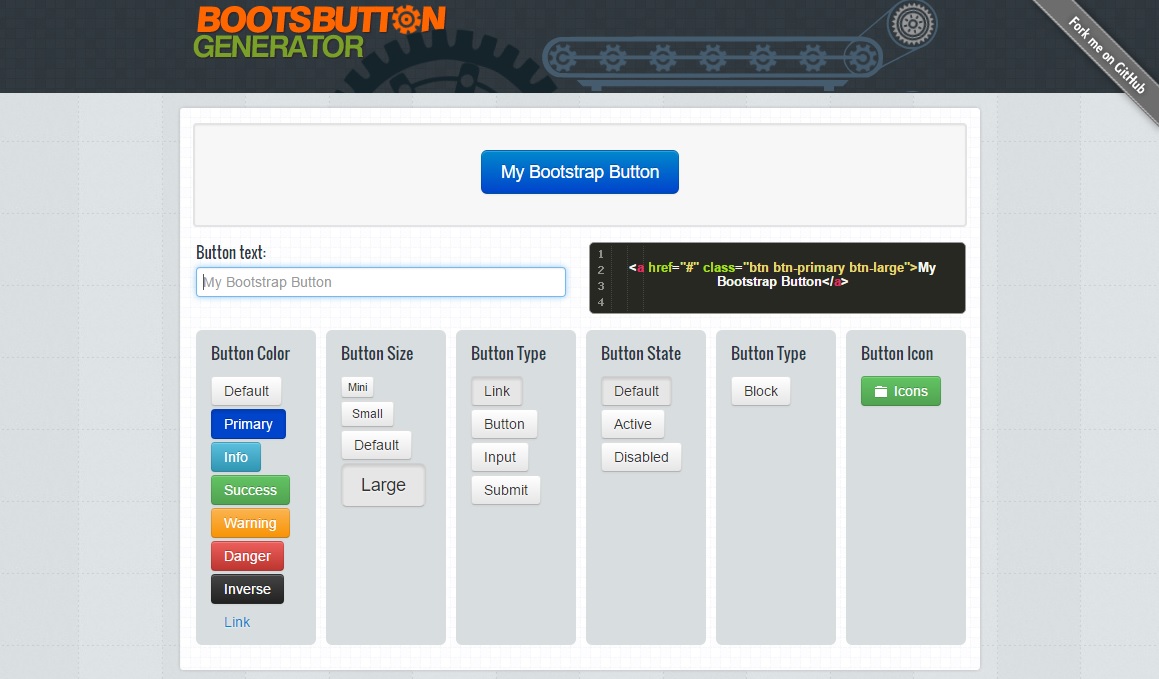 BOOTSBUTTON
GENERATOR
Fork me on GitHub
My Bootstrap Button
Button text:
My Bootstrap Button
1
2
3
4
<a href="#" class="btn btn-primary btn-large">My
Bootstrap Button</a>
Button Color
Default
Primary
Info
Success
Warning
Danger
Inverse
Link
Button Size
Mini
Small
Default
Large
Button Type
Link
Button
Input
Submit
Button State
Default
Active
Disabled
Button Type
Block
Button Icon
Icons